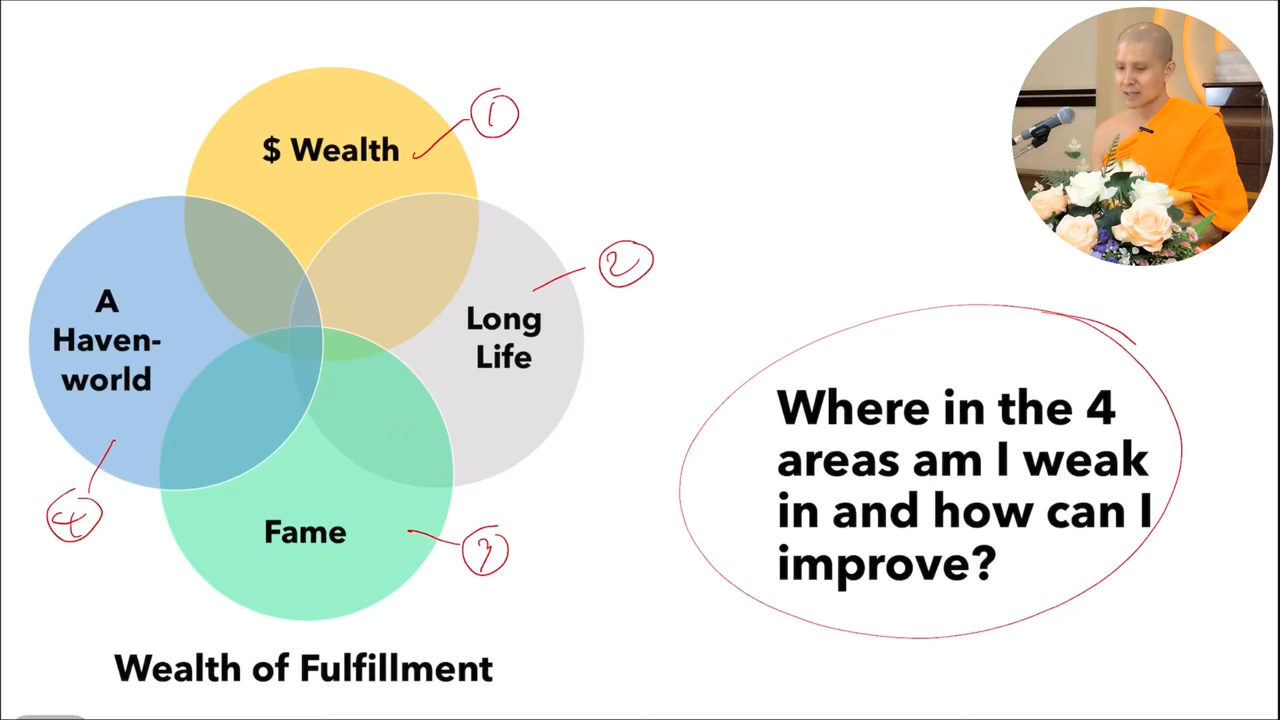 $ Wealth
1
2
Long
Life
A
Haven-
world
4
Fame
3
Wealth of Fulfillment
Where in the 4
areas am I weak
in and how can I
improve?